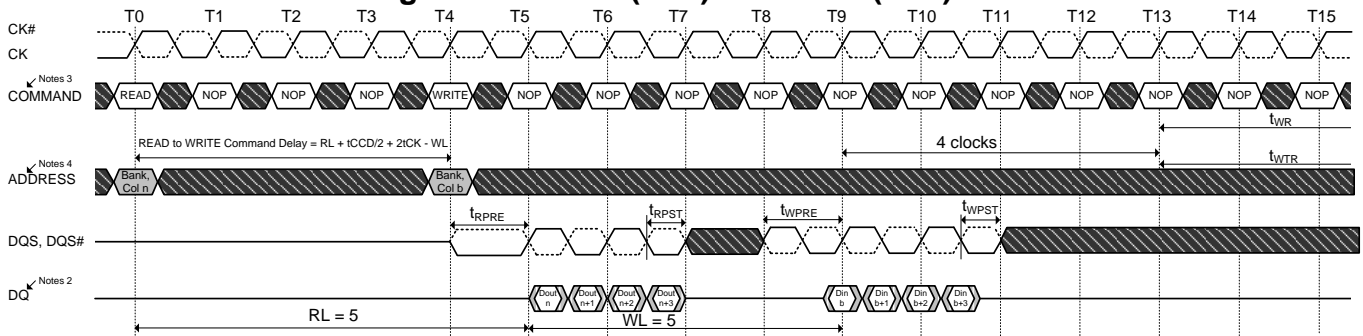 T0 T1 T2 T3 T4 T5 T6 T7 T8 T9 T10 T11 T12 T13 T14 T15
CK#
CK
Notes 3
COMMAND READ NOP NOP NOP WRITE NOP NOP NOP NOP NOP NOP NOP NOP NOP NOP NOP
tWR
READ to WRITE Command Delay = RL + tCCD/2 + 2tCK - WL
4 clocks
tWTR
Notes 4
ADDRESS Bank, Col n Bank, Col b
tRPRE tRPST tWPRE tWPST
DQS, DQS#
Notes 2
DQ Dout n Dout n+1 Dout n+2 Dout n+3 Din b Din b+1 Din b+2 Din b+3
RL = 5 WL = 5